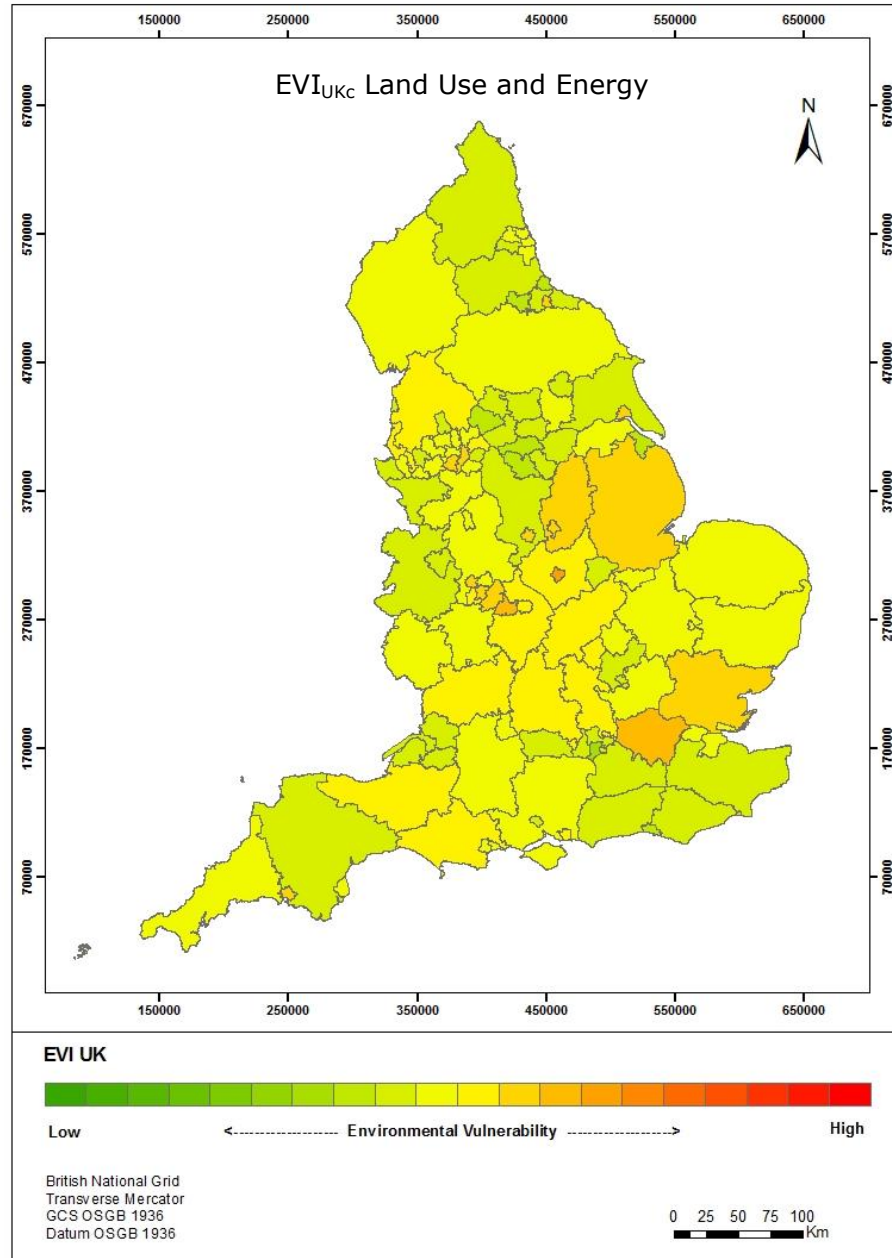 150000 250000 350000 450000 550000 650000
EVIUKc Land Use and Energy
N
670000 670000
570000 570000
470000 470000
370000 370000
270000 270000
170000 170000
70000 70000
150000 250000 350000 450000 550000 650000
EVI UK
Low <------------------- Environmental Vulnerability -------------------> High
British National Grid
Transverse Mercator
GCS OSGB 1936
Datum OSGB 1936
0 25 50 75 100
Km